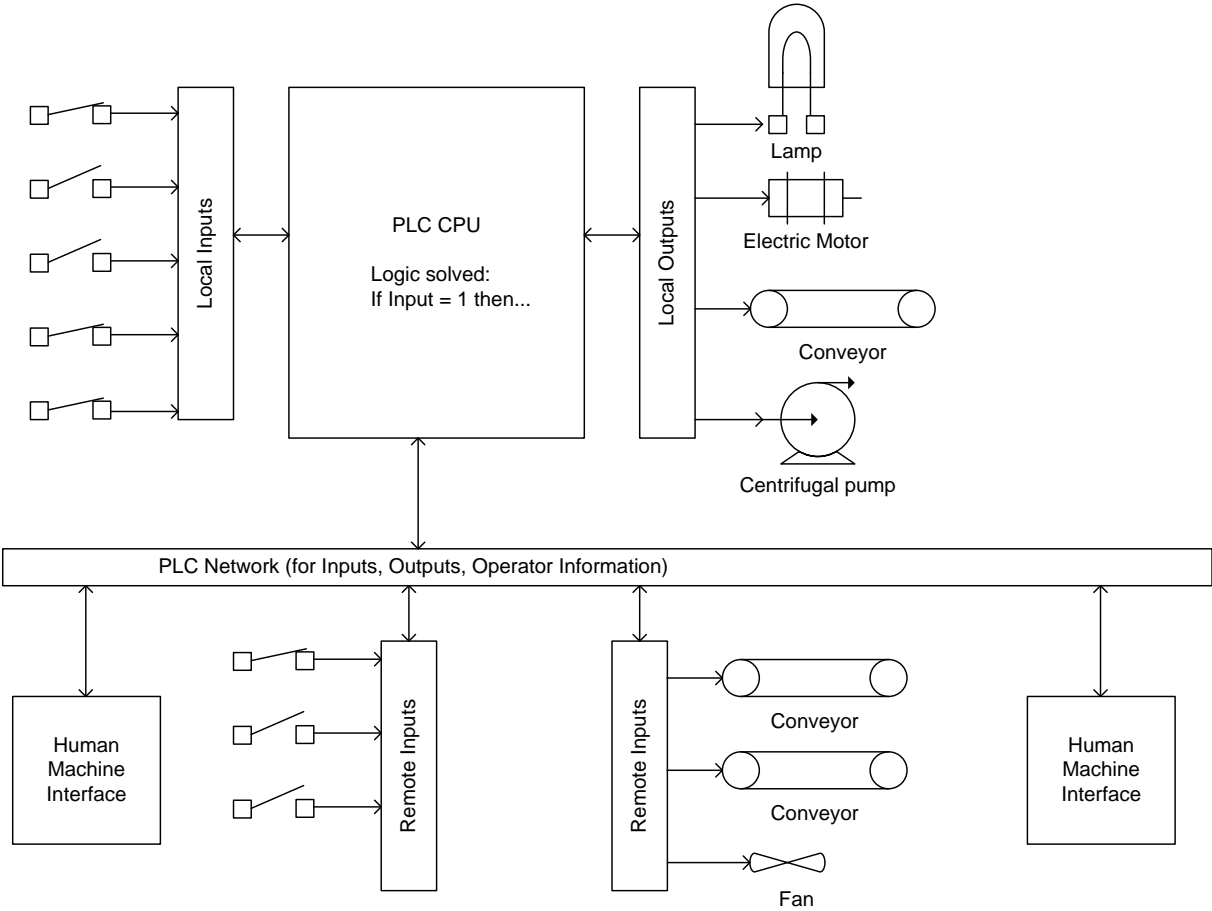 Lamp
Local Inputs
PLC CPU
Logic solved:
If Input = 1 then...
Local Outputs
Electric Motor
Conveyor
Centrifugal pump
PLC Network (for Inputs, Outputs, Operator Information)
Human
Machine
Interface
Remote Inputs
Remote Inputs
Conveyor
Conveyor
Fan
Human
Machine
Interface